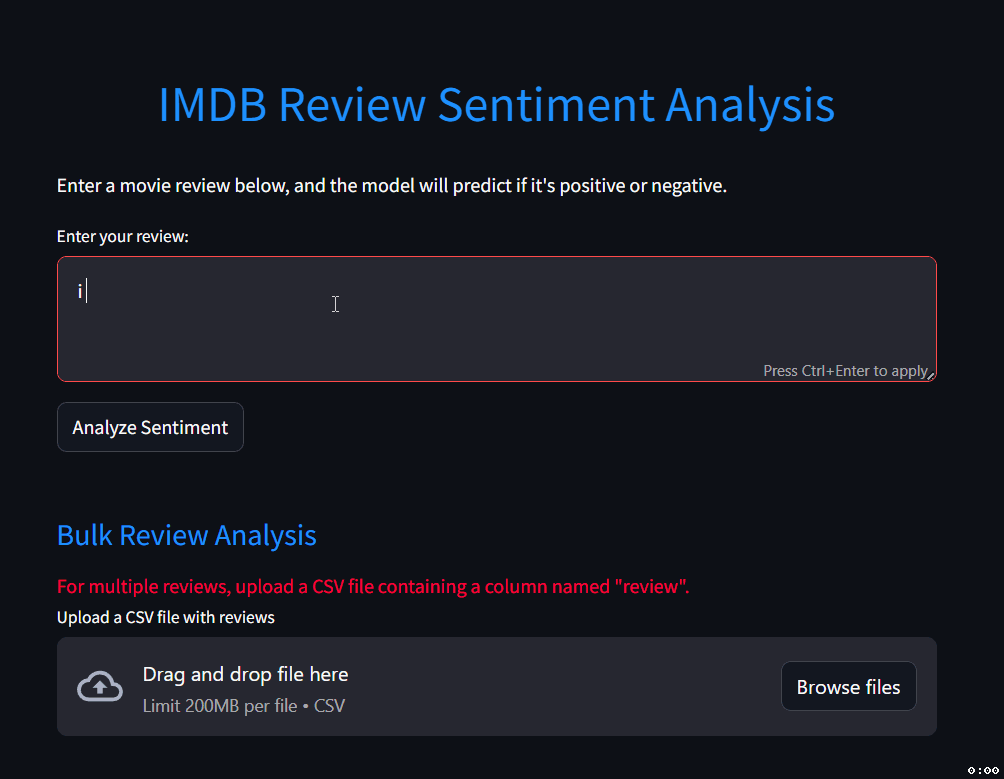 IMDB Review Sentiment Analysis
Enter a movie review below, and the model will predict if it's positive or negative.
Enter your review:
i
Press Ctrl+Enter to apply
Analyze Sentiment
Bulk Review Analysis
For multiple reviews, upload a CSV file containing a column named "review".
Upload a CSV file with reviews
Drag and drop file here
Limit 200MB per file • CSV
Browse files
0:00